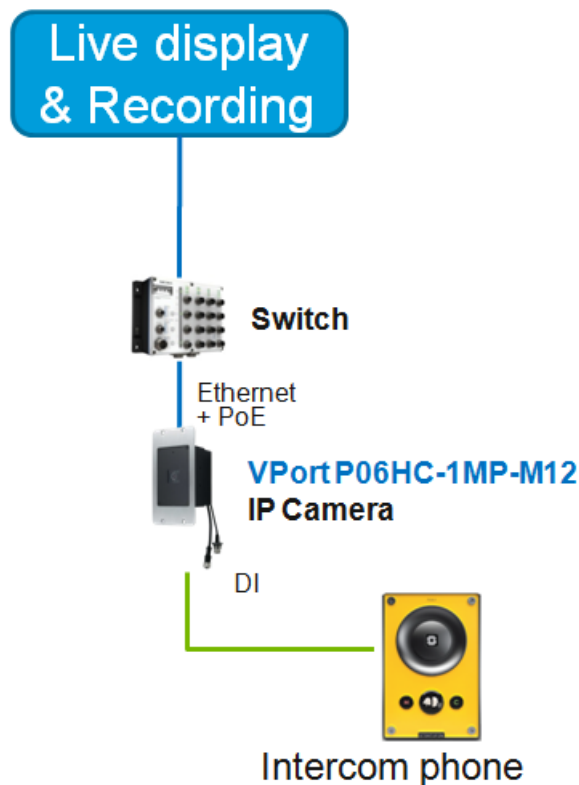 Live display
& Recording
Switch
Ethernet
+ PoE
VPort P06HC-1MP-M12
IP Camera
DI
Intercom phone